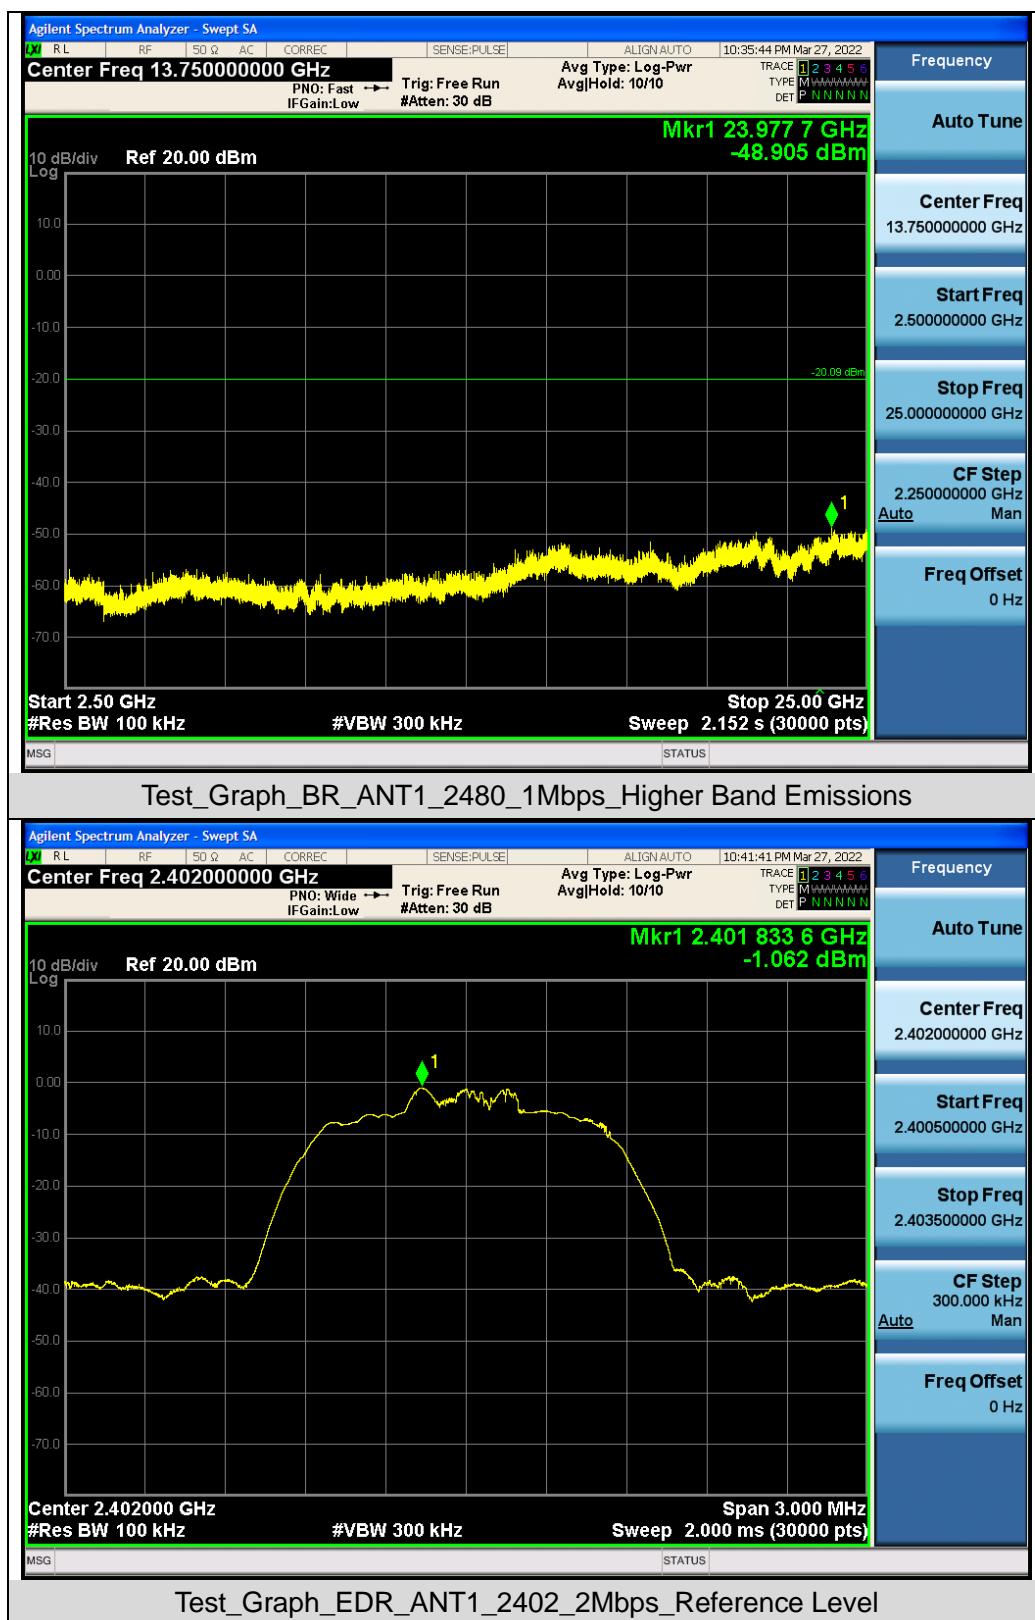 Agilent Spectrum Analyzer - Swept SA
LXI RL RF 50 Ω AC CORREC SENSE:PULSE ALIGN AUTO 10:35:44 PM Mar 27, 2022
Center Freq 13.750000000 GHz
PNO: Fast
IFGain:Low
Trig: Free Run
#Atten: 30 dB
Avg Type: Log-Pwr
Avg|Hold: 10/10
TRACE 1 2 3 4 5 6
TYPE M WWWWW
DET P N N N N N
Mkr1 23.977 7 GHz
-48.905 dBm
10 dB/div Ref 20.00 dBm
Log
10.0
0.00
-10.0
-20.0
-20.09 dBm
-30.0
-40.0
1
-50.0
-60.0
-70.0
Start 2.50 GHz Stop 25.00 GHz
#Res BW 100 kHz #VBW 300 kHz Sweep 2.152 s (30000 pts)
MSG STATUS
Frequency
Auto Tune
Center Freq
13.750000000 GHz
Start Freq
2.500000000 GHz
Stop Freq
25.000000000 GHz
CF Step
2.250000000 GHz
Auto Man
Freq Offset
0 Hz
Test_Graph_BR_ANT1_2480_1Mbps_Higher Band Emissions
Agilent Spectrum Analyzer - Swept SA
LXI RL RF 50 Ω AC CORREC SENSE:PULSE ALIGN AUTO 10:41:41 PM Mar 27, 2022
Center Freq 2.402000000 GHz
PNO: Wide
IFGain:Low
Trig: Free Run
#Atten: 30 dB
Avg Type: Log-Pwr
Avg|Hold: 10/10
TRACE 1 2 3 4 5 6
TYPE M WWWWW
DET P N N N N N
Mkr1 2.401 833 6 GHz
-1.062 dBm
10 dB/div Ref 20.00 dBm
Log
10.0
1
0.00
-10.0
-20.0
-30.0
-40.0
-50.0
-60.0
-70.0
Center 2.402000 GHz Span 3.000 MHz
#Res BW 100 kHz #VBW 300 kHz Sweep 2.000 ms (30000 pts)
MSG STATUS
Frequency
Auto Tune
Center Freq
2.402000000 GHz
Start Freq
2.400500000 GHz
Stop Freq
2.403500000 GHz
CF Step
300.000 kHz
Auto Man
Freq Offset
0 Hz
Test_Graph_EDR_ANT1_2402_2Mbps_Reference Level